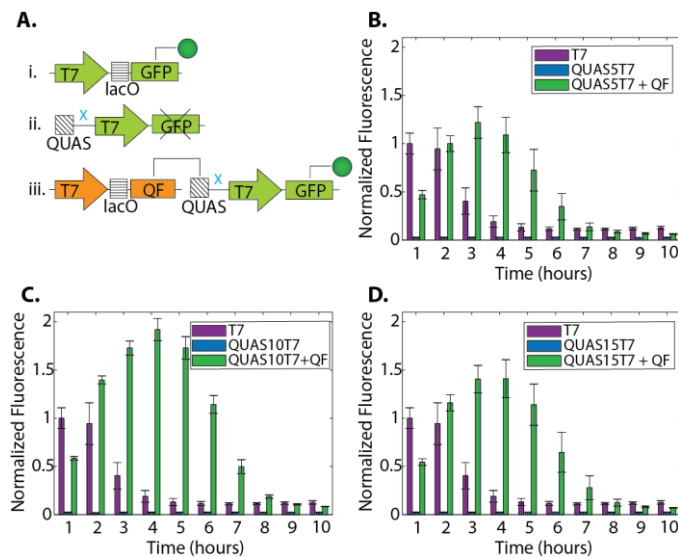 A.
i.
T7
GFP
lacO
ii.
X
T7
GFP
QUAS
iii.
T7
QF
X
T7
GFP
lacO
QUAS
B.
Normalized Fluorescence
2
1.5
1
0.5
0
T7
QUAS5T7
QUAS5T7 + QF
1 2 3 4 5 6 7 8 9 10
Time (hours)
C.
Normalized Fluorescence
2
1.5
1
0.5
0
T7
QUAS10T7
QUAS10T7+QF
1 2 3 4 5 6 7 8 9 10
Time (hours)
D.
Normalized Fluorescence
2
1.5
1
0.5
0
T7
QUAS15T7
QUAS15T7 + QF
1 2 3 4 5 6 7 8 9 10
Time (hours)